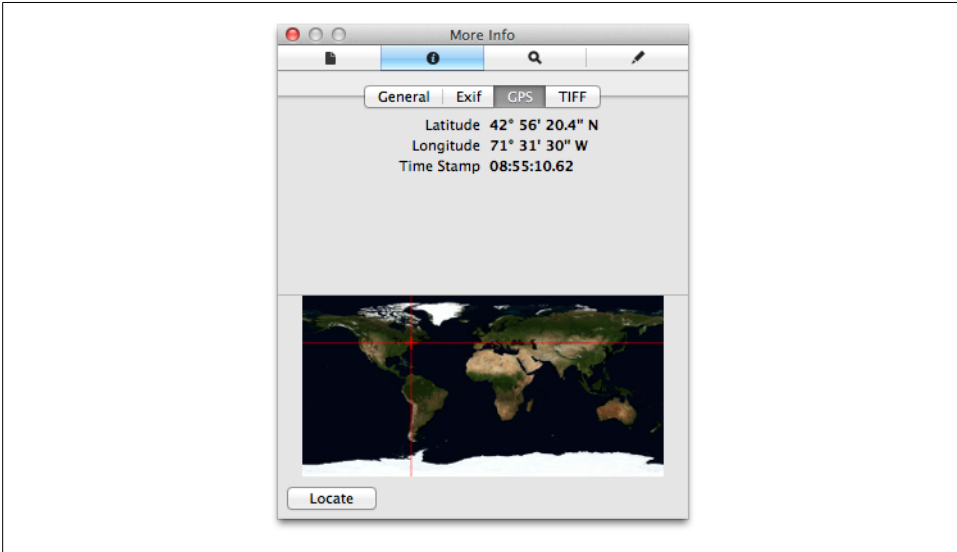 More Info
General Exif GPS TIFF
Latitude 42° 56' 20.4" N
Longitude 71° 31' 30" W
Time Stamp 08:55:10.62
Locate